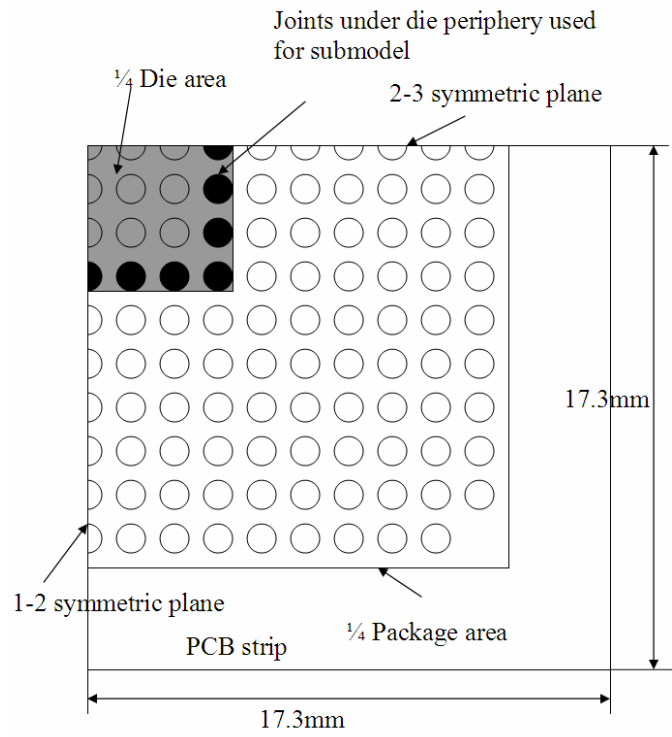 Joints under die periphery used
for submodel
¼ Die area
2-3 symmetric plane
17.3mm
1-2 symmetric plane
¼ Package area
PCB strip
17.3mm